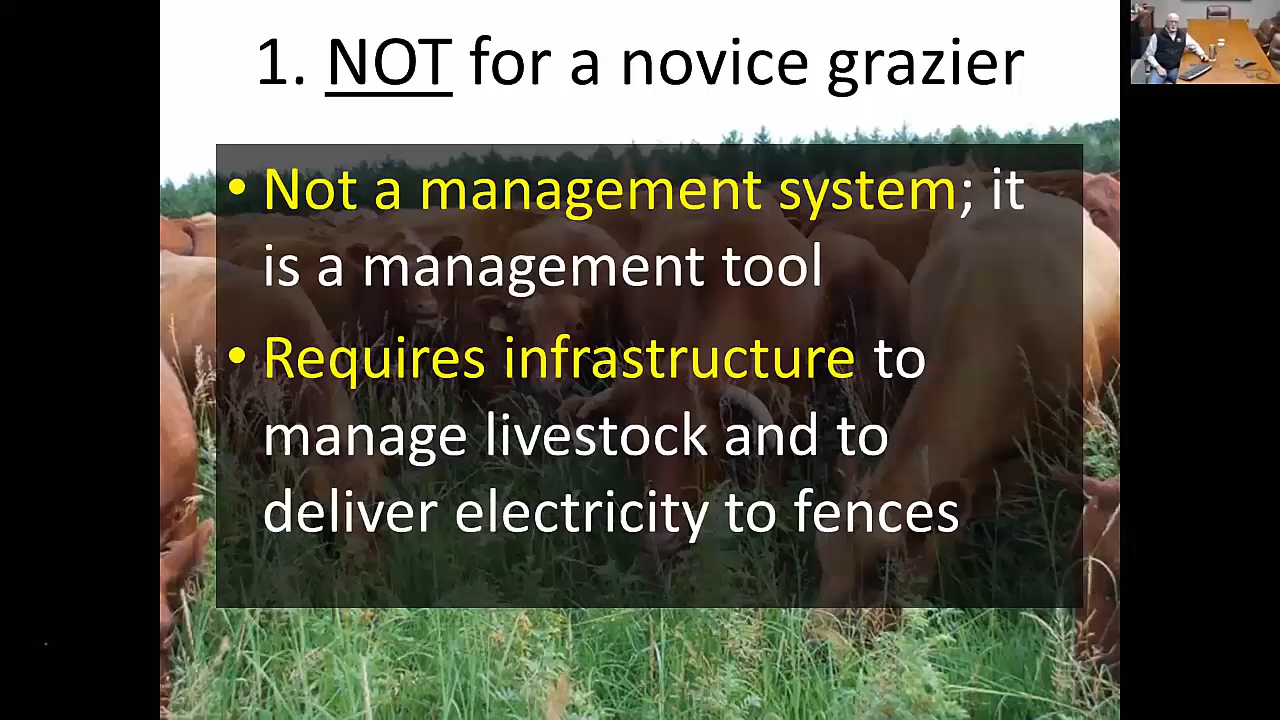 1. NOT for a novice grazier
• Not a management system; it
is a management tool
• Requires infrastructure to
manage livestock and to
deliver electricity to fences